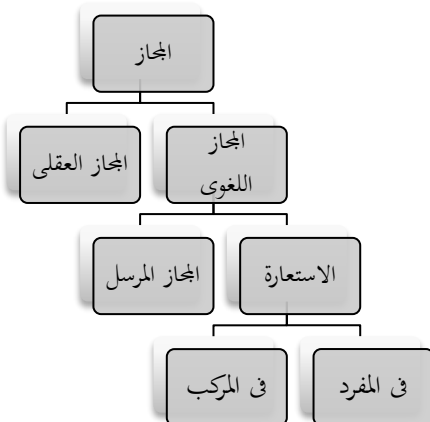 المجاز
المجاز
اللغوى
المجاز العقلى
الاستعارة
المجاز المرسل
فى المفرد
فى المركب